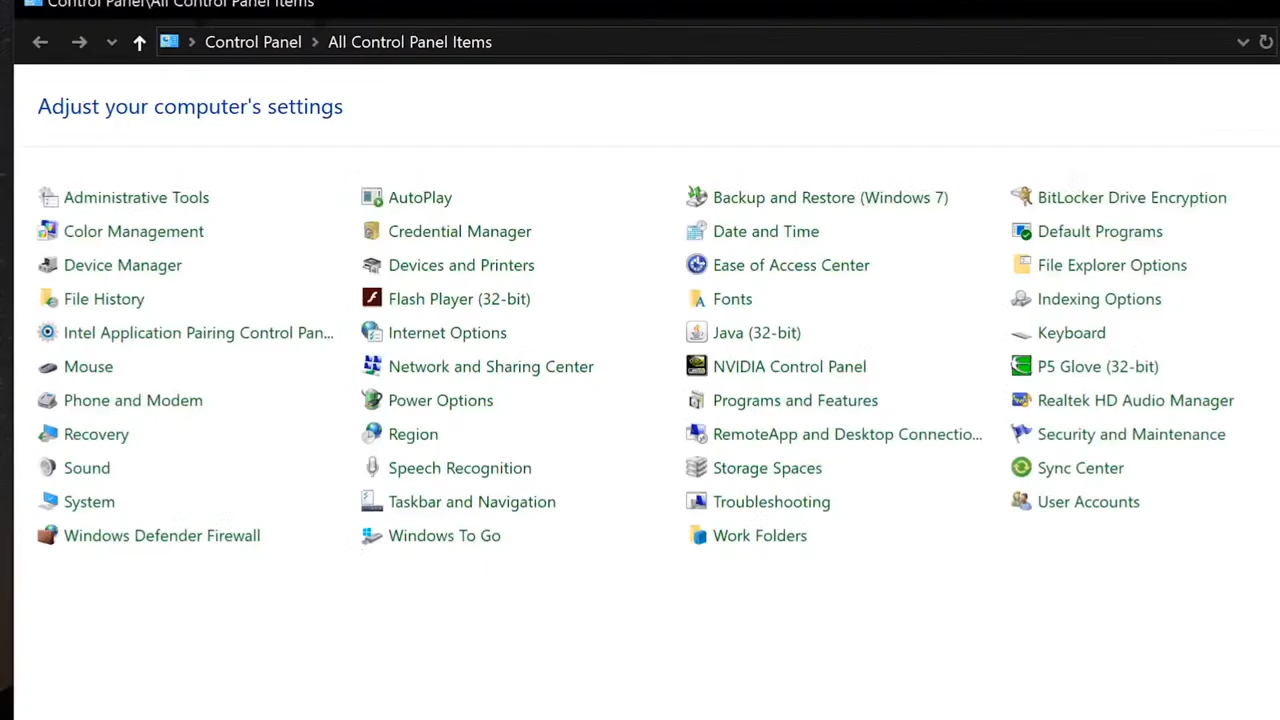 Control Panel\All Control Panel Items
Control Panel > All Control Panel Items
Adjust your computer's settings
Administrative Tools
AutoPlay
Backup and Restore (Windows 7)
BitLocker Drive Encryption
Color Management
Credential Manager
Date and Time
Default Programs
Device Manager
Devices and Printers
Ease of Access Center
File Explorer Options
File History
Flash Player (32-bit)
Fonts
Indexing Options
Intel Application Pairing Control Pan...
Internet Options
Java (32-bit)
Keyboard
Mouse
Network and Sharing Center
NVIDIA Control Panel
P5 Glove (32-bit)
Phone and Modem
Power Options
Programs and Features
Realtek HD Audio Manager
Recovery
Region
RemoteApp and Desktop Connectio...
Security and Maintenance
Sound
Speech Recognition
Storage Spaces
Sync Center
System
Taskbar and Navigation
Troubleshooting
User Accounts
Windows Defender Firewall
Windows To Go
Work Folders